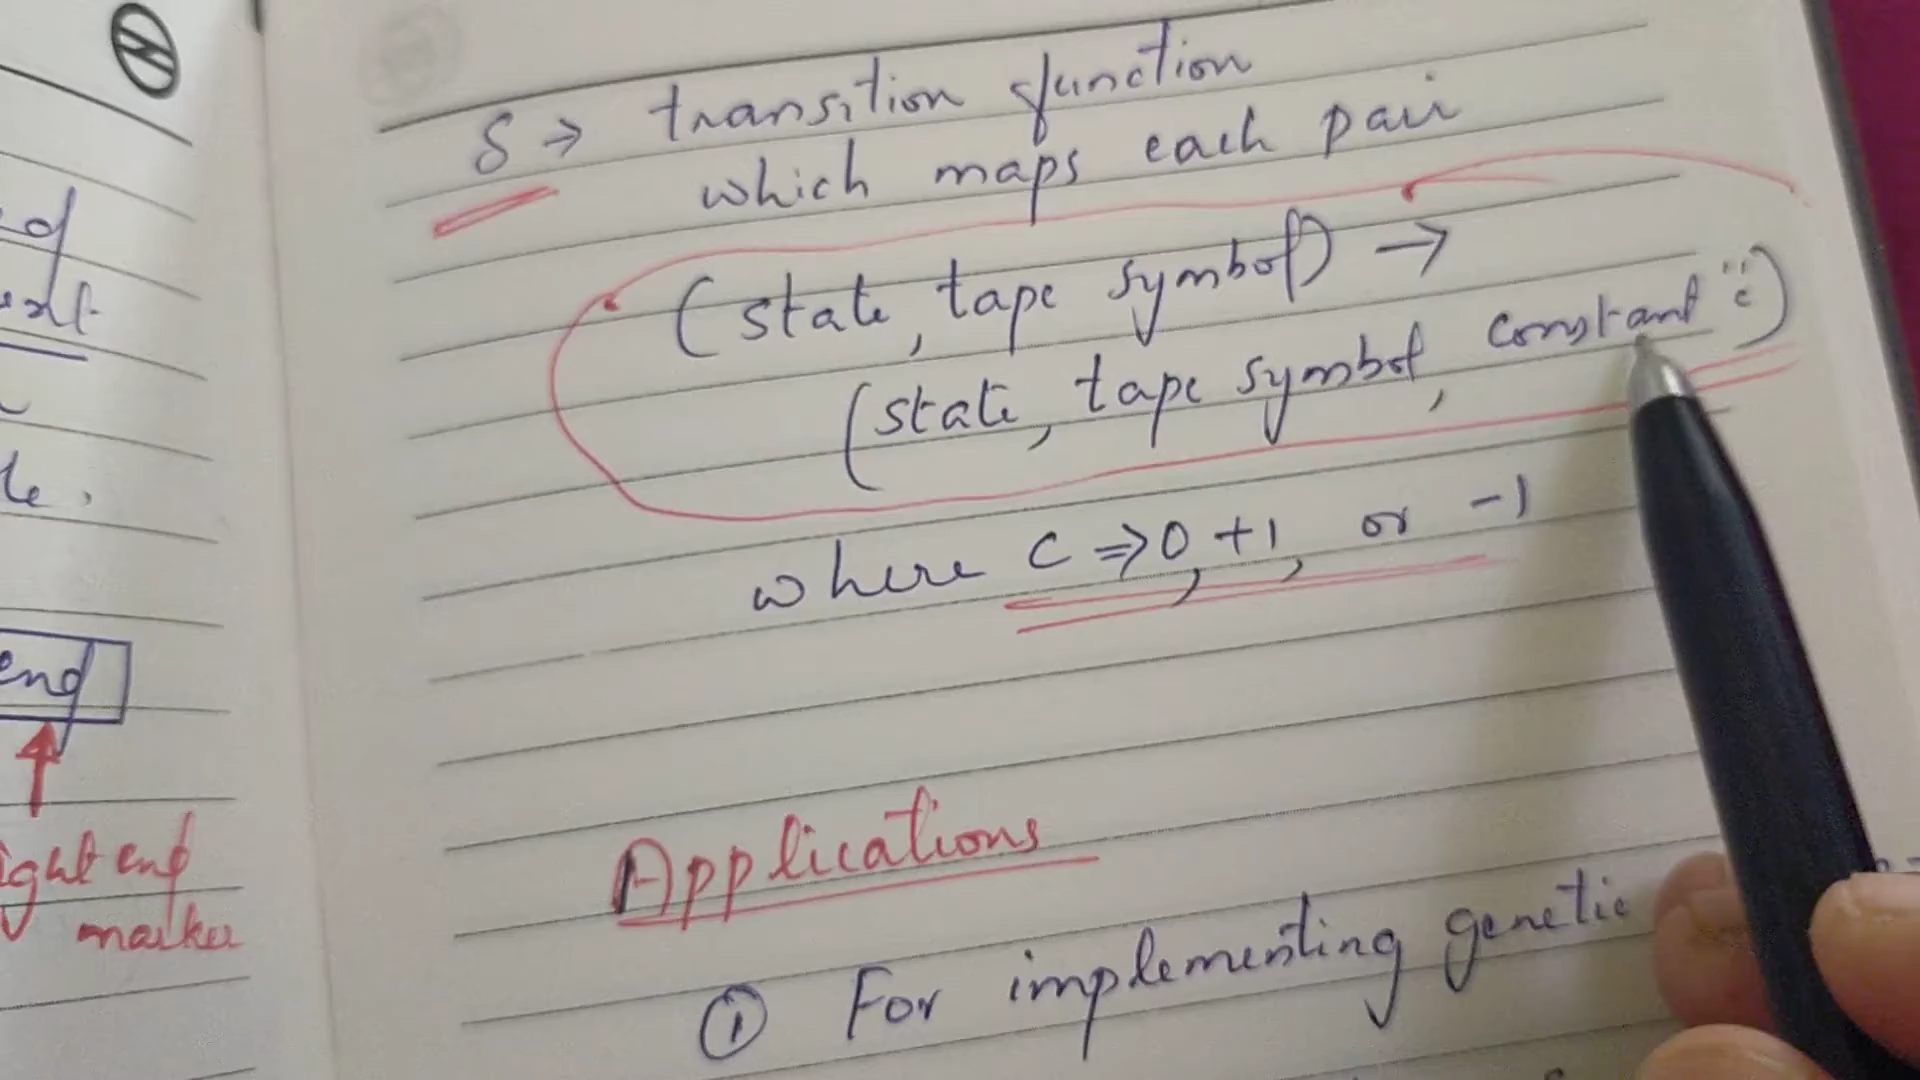 δ → transition function
which maps each pair
(state, tape symbol) →
(state, tape symbol, constant 'c')
where c ⇒ 0, +1, or -1
end
right end
marker
Applications
① For implementing genetic